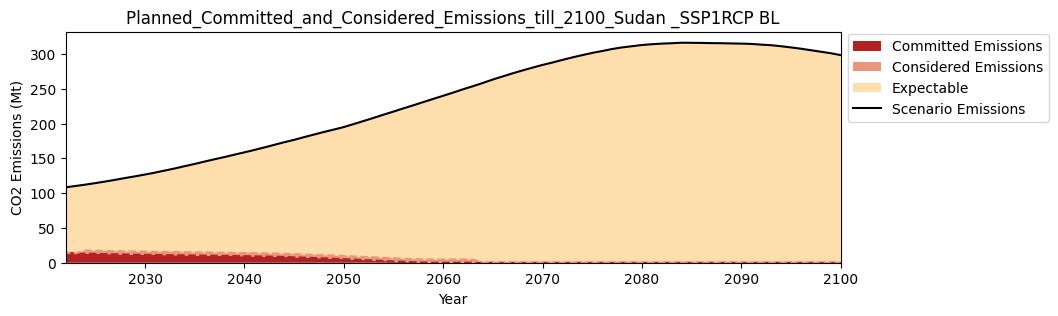 Planned_Committed_and_Considered_Emissions_till_2100_Sudan _SSP1RCP BL
CO2 Emissions (Mt)
300
250
200
150
100
50
0
2030
2040
2050
2060
2070
2080
2090
2100
Year
Committed Emissions
Considered Emissions
Expectable
Scenario Emissions